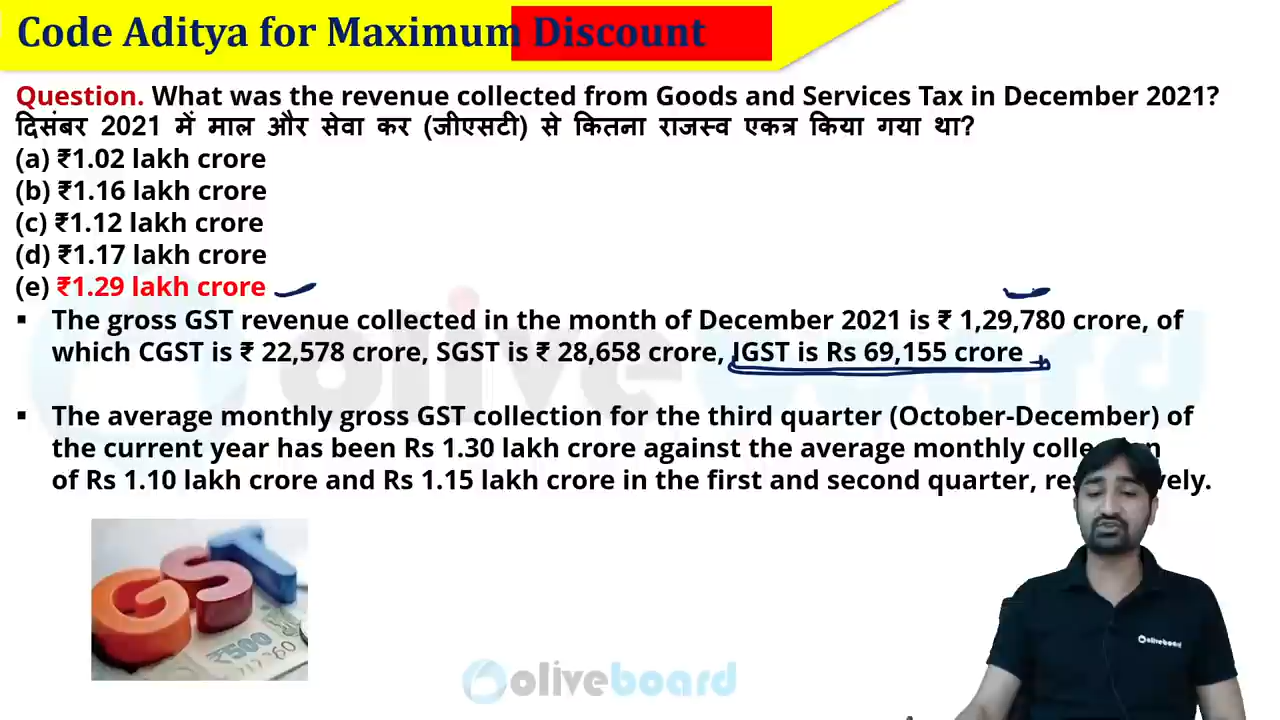 Code Aditya for Maximum Discount
Question. What was the revenue collected from Goods and Services Tax in December 2021?
दिसंबर 2021 में माल और सेवा कर (जीएसटी) से कितना राजस्व एकत्र किया गया था?
(a) ₹1.02 lakh crore
(b) ₹1.16 lakh crore
(c) ₹1.12 lakh crore
(d) ₹1.17 lakh crore
(e) ₹1.29 lakh crore
▪ The gross GST revenue collected in the month of December 2021 is ₹ 1,29,780 crore, of
which CGST is ₹ 22,578 crore, SGST is ₹ 28,658 crore, IGST is Rs 69,155 crore
▪ The average monthly gross GST collection for the third quarter (October-December) of
the current year has been Rs 1.30 lakh crore against the average monthly
of Rs 1.10 lakh crore and Rs 1.15 lakh crore in the first and second quarter,
GST
₹500
oliveboard
oliveboard
oliveboard